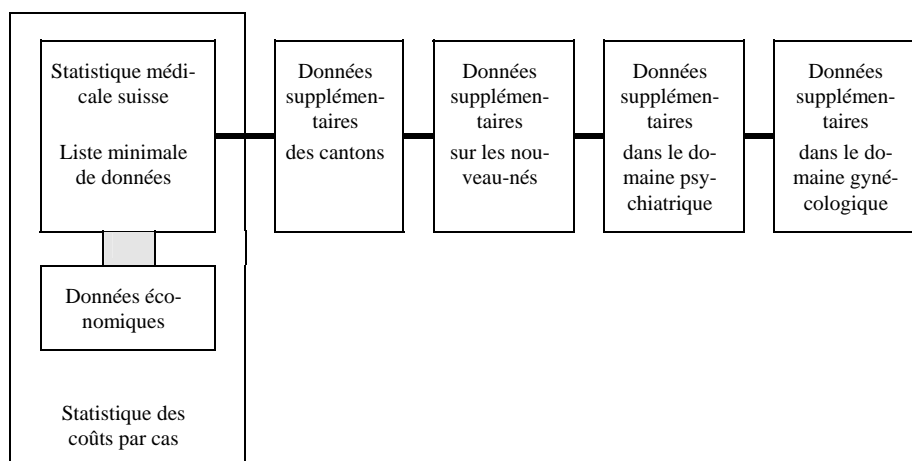 Statistique médi-
cale suisse
Liste minimale
de données
Données
supplémen-
taires
des cantons
Données
supplémen-
taires
sur les nou-
veau-nés
Données
supplémen-
taires
dans le do-
maine psy-
chiatrique
Données
supplémen-
taires
dans le do-
maine gyné-
cologique
Données éco-
nomiques
Statistique des
coûts par cas